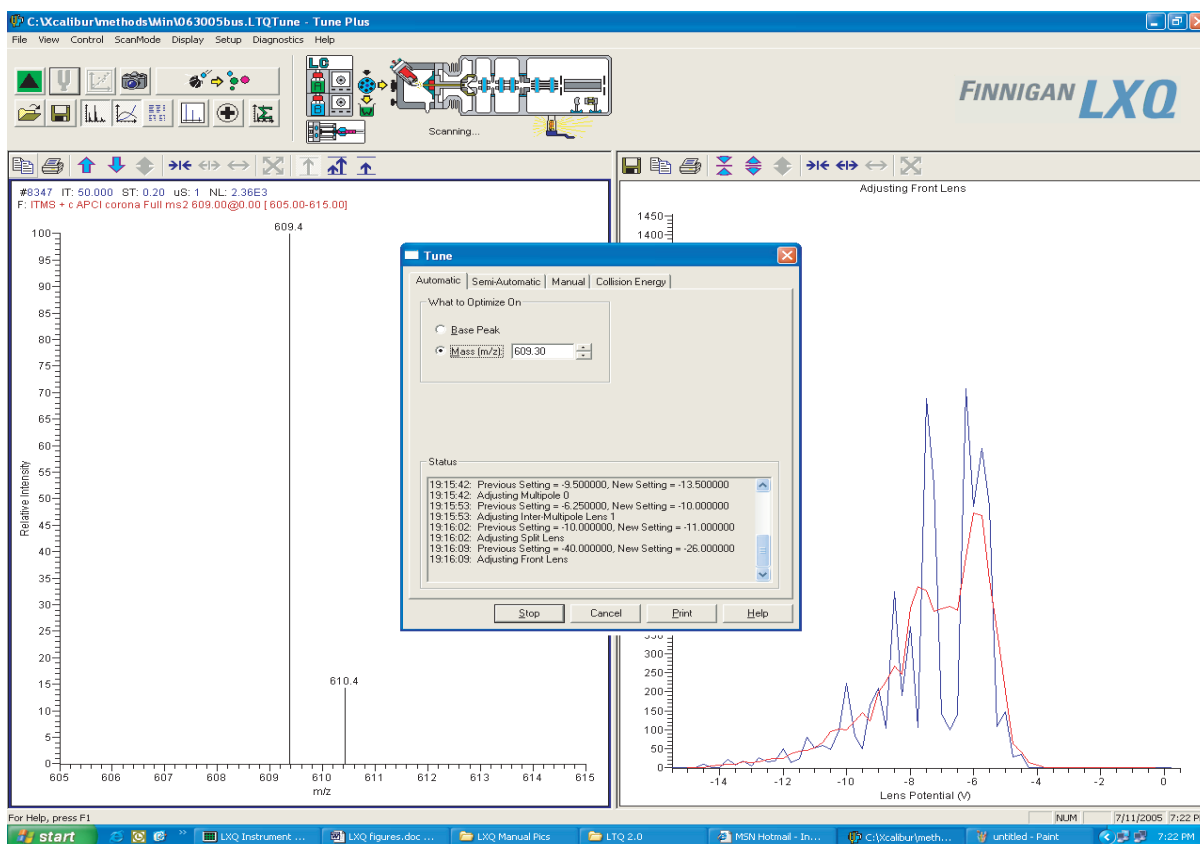 C:\Xcalibur\methods\Min\063005bus.LTQTune - Tune Plus
File View Control ScanMode Display Setup Diagnostics Help
LC
A
B
Scanning...
FINNIGAN LXQ
#8347 IT: 50.000 ST: 0.20 uS: 1 NL: 2.36E3
F: ITMS + c APCI corona Full ms2 609.00@0.00 [ 605.00-615.00]
609.4
610.4
100
95
90
85
80
75
70
65
60
55
50
45
40
35
30
25
20
15
10
5
0
Relative Intensity
605 606 607 608 609 610 611 612 613 614 615
m/z
Adjusting Front Lens
1450
1400
350
300
250
200
150
100
50
0
-14 -12 -10 -8 -6 -4 -2 0
Lens Potential (V)
Tune
Automatic Semi-Automatic Manual Collision Energy
What to Optimize On
Base Peak
Mass (m/z): 609.30
Status
19:15:42: Previous Setting = -9.500000, New Setting = -13.500000
19:15:42: Adjusting Multipole 0
19:15:53: Previous Setting = -6.250000, New Setting = -10.000000
19:15:53: Adjusting Inter-Multipole Lens 1
19:16:02: Previous Setting = -10.000000, New Setting = -11.000000
19:16:02: Adjusting Split Lens
19:16:09: Previous Setting = -40.000000, New Setting = -26.000000
19:16:09: Adjusting Front Lens
Stop Cancel Print Help
For Help, press F1
NUM 7/11/2005 7:22 P
start LXQ Instrument ... LXQ figures.doc ... LXQ Manual Pics LTQ 2.0 MSN Hotmail - In... C:\Xcalibur\meth... untitled - Paint 7:22 PM